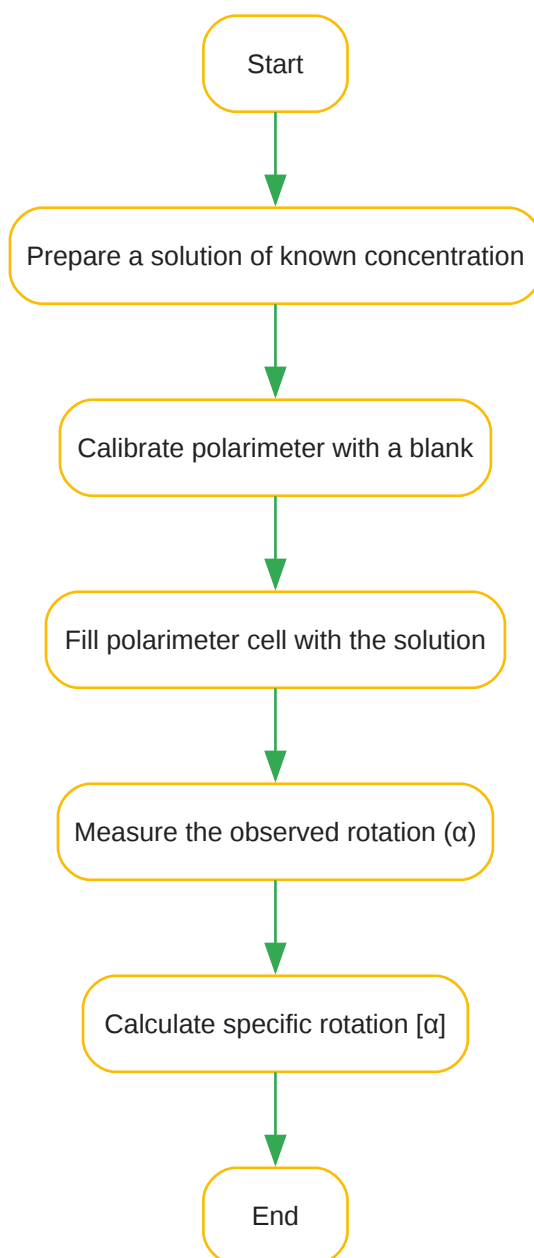 Start
Prepare a solution of known concentration
Calibrate polarimeter with a blank
Fill polarimeter cell with the solution
Measure the observed rotation (α)
Calculate specific rotation [α]
End